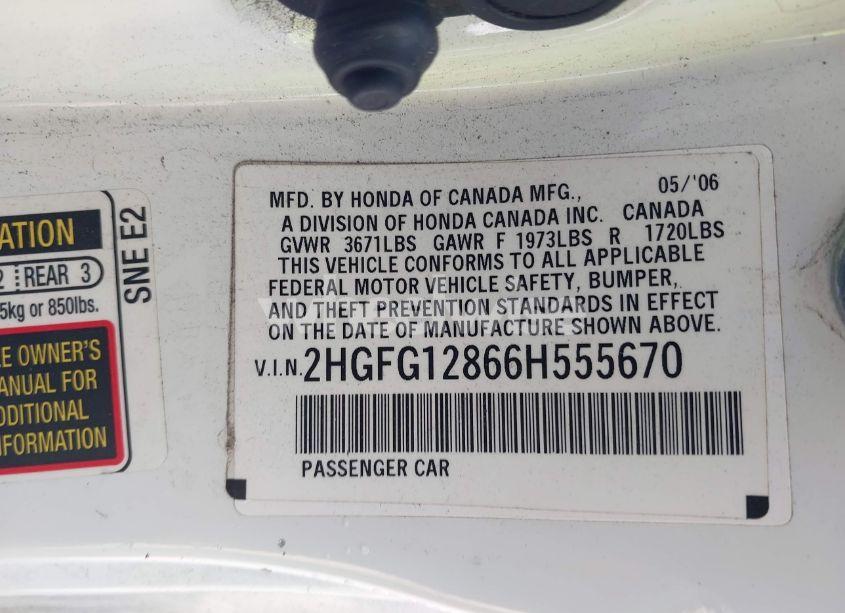 MFD. BY HONDA OF CANADA MFG., 05/'06
A DIVISION OF HONDA CANADA INC. CANADA
GVWR 3671LBS GAWR F 1973LBS R 1720LBS
THIS VEHICLE CONFORMS TO ALL APPLICABLE
FEDERAL MOTOR VEHICLE SAFETY, BUMPER,
AND THEFT PREVENTION STANDARDS IN EFFECT
ON THE DATE OF MANUFACTURE SHOWN ABOVE.
V.I.N. 2HGFG12866H555670
PASSENGER CAR
ATION
2 REAR 3
5kg or 850lbs.
SNE E2
E OWNER'S
ANUAL FOR
DDITIONAL
NFORMATION